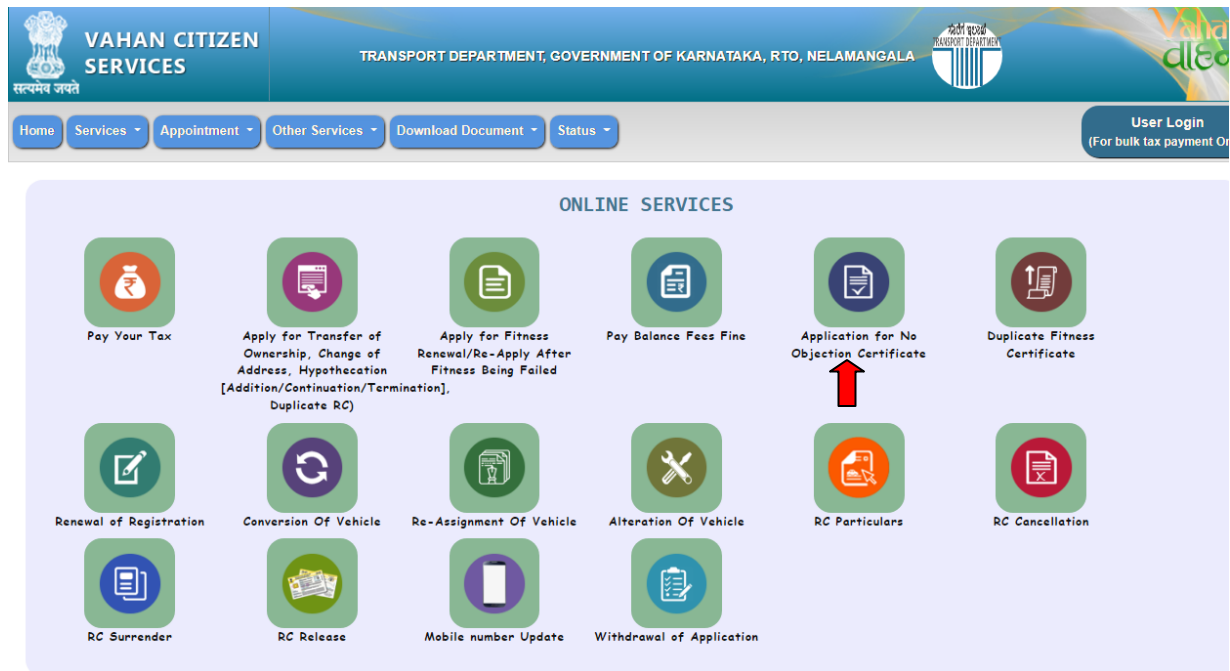 VAHAN CITIZEN
SERVICES
सत्यमेव जयते
TRANSPORT DEPARTMENT, GOVERNMENT OF KARNATAKA, RTO, NELAMANGALA
TRANSPORT DEPARTMENT
Home
Services
Appointment
Other Services
Download Document
Status
User Login
(For bulk tax payment On
ONLINE SERVICES
Pay Your Tax
Apply for Transfer of
Ownership, Change of
Address, Hypothecation
[Addition/Continuation/Termination],
Duplicate RC)
Apply for Fitness
Renewal/Re-Apply After
Fitness Being Failed
Pay Balance Fees Fine
Application for No
Objection Certificate
Duplicate Fitness
Certificate
Renewal of Registration
Conversion Of Vehicle
Re-Assignment Of Vehicle
Alteration Of Vehicle
RC Particulars
RC Cancellation
RC Surrender
RC Release
Mobile number Update
Withdrawal of Application